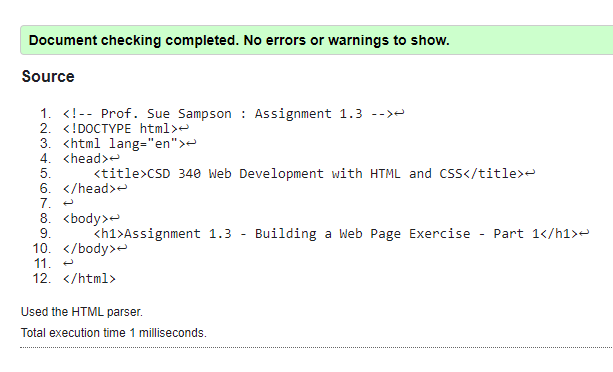 Document checking completed. No errors or warnings to show.
Source
1. <!-- Prof. Sue Sampson : Assignment 1.3 -->↩
2. <!DOCTYPE html>↩
3. <html lang="en">↩
4. <head>↩
5.     <title>CSD 340 Web Development with HTML and CSS</title>↩
6. </head>↩
7. ↩
8. <body>↩
9.     <h1>Assignment 1.3 - Building a Web Page Exercise - Part 1</h1>↩
10. </body>↩
11. ↩
12. </html>
Used the HTML parser.
Total execution time 1 milliseconds.